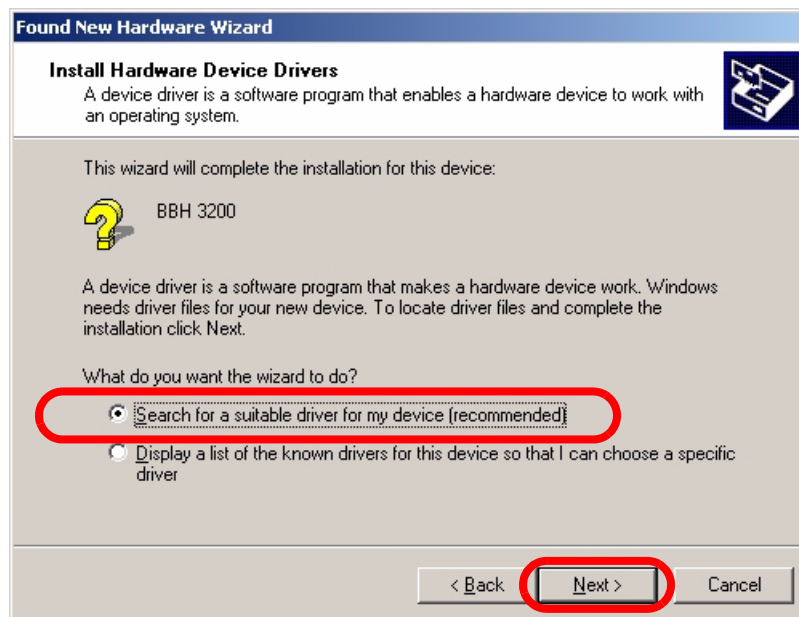 Found New Hardware Wizard
Install Hardware Device Drivers
A device driver is a software program that enables a hardware device to work with
an operating system.
This wizard will complete the installation for this device:
BBH 3200
A device driver is a software program that makes a hardware device work. Windows
needs driver files for your new device. To locate driver files and complete the
installation click Next.
What do you want the wizard to do?
Search for a suitable driver for my device (recommended)
Display a list of the known drivers for this device so that I can choose a specific
driver
< Back Next > Cancel